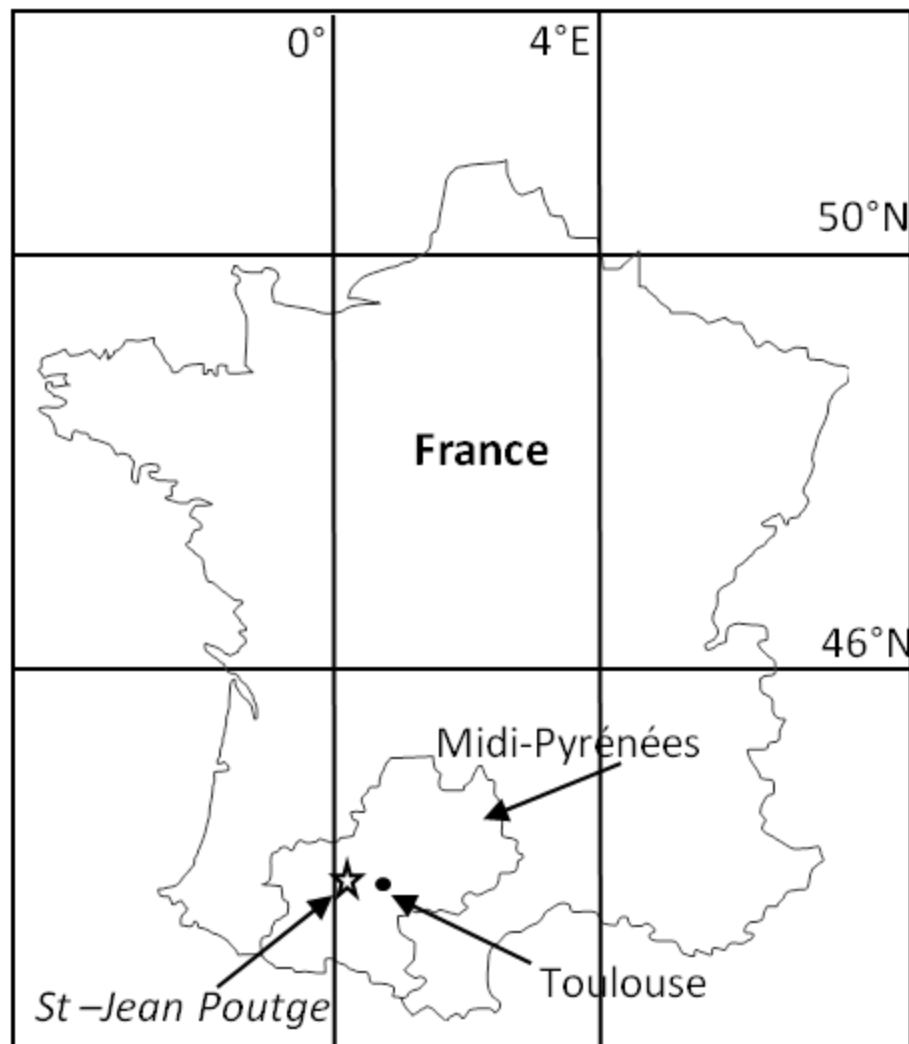 0°
4°E
50°N
France
46°N
Midi-Pyrénées
Toulouse
St –Jean Poutge